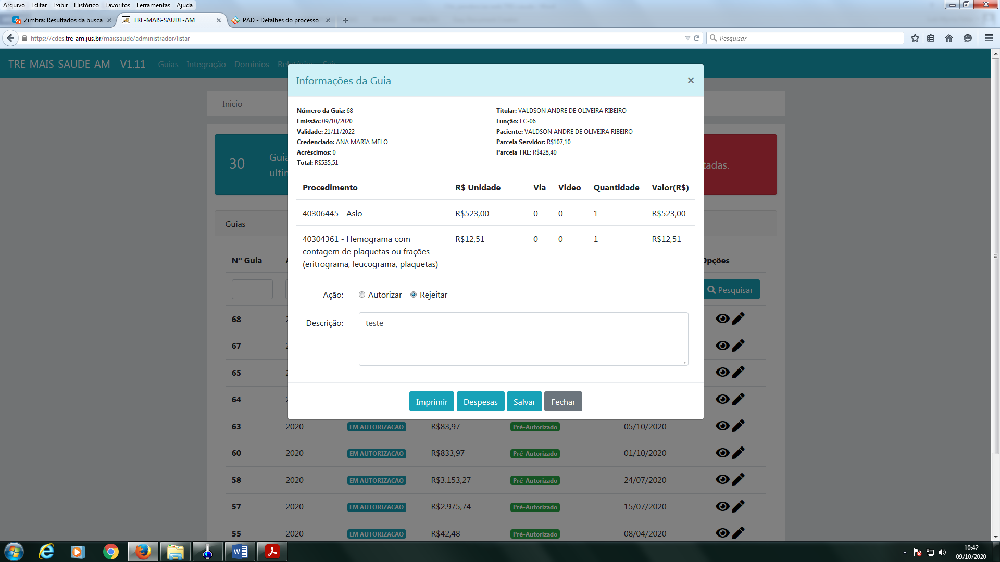 Arquivo Editar Exibir Histórico Favoritos Ferramentas Ajuda
Zimbra: Resultados da busca × TRE-MAIS-SAUDE-AM × PAD - Detalhes do processo × +
https://cdes.tre-am.jus.br/maissaude/administrador/listar Pesquisar
TRE-MAIS-SAUDE-AM - V1.11 Guias Integração Dominios Relatórios Sair
Informações da Guia ×
Inicio
Número da Guia: 68
Emissão: 09/10/2020
Validade: 21/11/2022
Credenciado: ANA MARIA MELO
Acréscimos: 0
Total: R$535,51
Titular: VALDSON ANDRE DE OLIVEIRA RIBEIRO
Função: FC-06
Paciente: VALDSON ANDRE DE OLIVEIRA RIBEIRO
Parcela Servidor: R$107,10
Parcela TRE: R$428,40
30
Guia
ultir
tadas.
Procedimento R$ Unidade Via Video Quantidade Valor(R$)
40306445 - Aslo R$523,00 0 0 1 R$523,00
40304361 - Hemograma com R$12,51 0 0 1 R$12,51
contagem de plaquetas ou frações
(eritrograma, leucograma, plaquetas)
Ação: Autorizar Rejeitar
Descrição: teste
Imprimir Despesas Salvar Fechar
Guias
Nº Guia Opções
Pesquisar
68
67
65
64
63 2020 EM AUTORIZACAO R$83,97 Pré-Autorizado 05/10/2020
60 2020 EM AUTORIZACAO R$833,97 Pré-Autorizado 01/10/2020
58 2020 EM AUTORIZACAO R$3.153,27 Pré-Autorizado 24/07/2020
57 2020 EM AUTORIZACAO R$2.975,74 Pré-Autorizado 15/07/2020
55 2020 EM AUTORIZACAO R$42,48 Pré-Autorizado 08/04/2020
10:42
09/10/2020